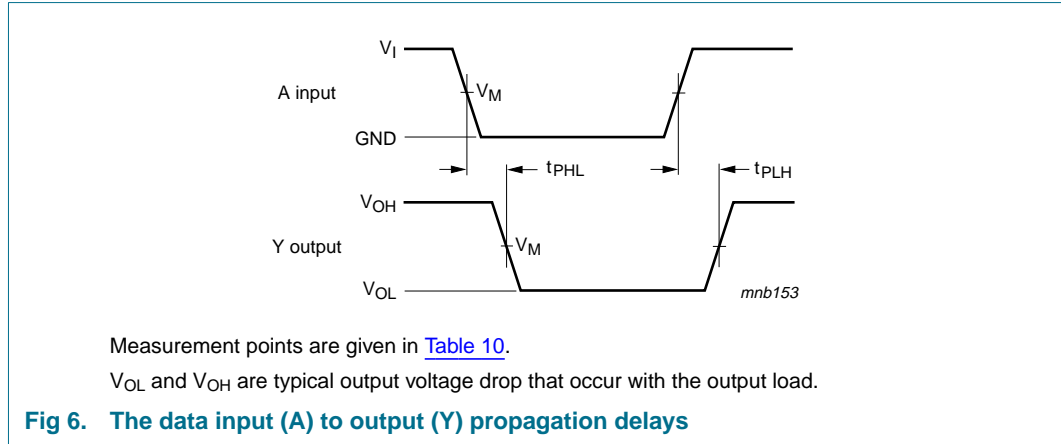 VI
A input
VM
GND
tPHL
tPLH
VOH
Y output
VM
VOL
mnb153
Measurement points are given in Table 10.
VOL and VOH are typical output voltage drop that occur with the output load.
Fig 6. The data input (A) to output (Y) propagation delays